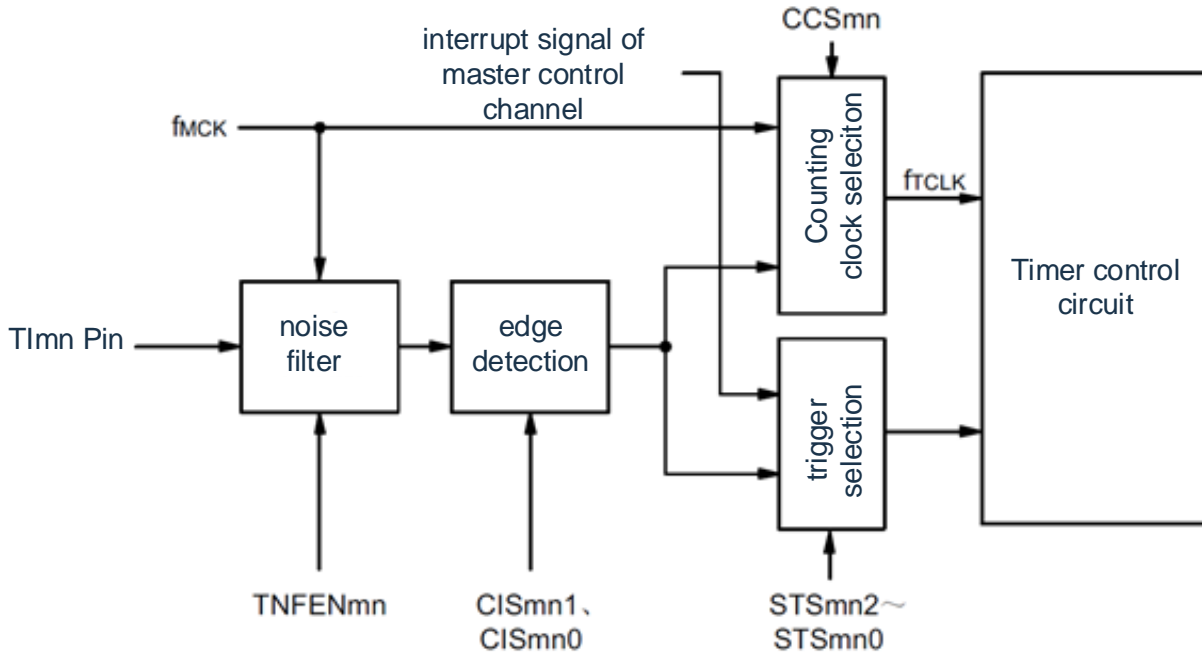 CCSmn
interrupt signal of
master control
channel
fMCK
Counting
clock seleciton
fTCLK
Timer control
circuit
TImn Pin
noise
filter
edge
detection
trigger
selection
TNFENmn
CISmn1、
CISmn0
STSmn2～
STSmn0